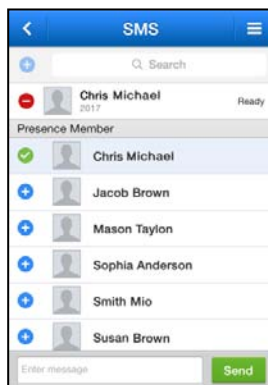 SMS
Search
Chris Michael
2017
Ready
Presence Member
Chris Michael
Jacob Brown
Mason Taylon
Sophia Anderson
Smith Mio
Susan Brown
Enter message
Send